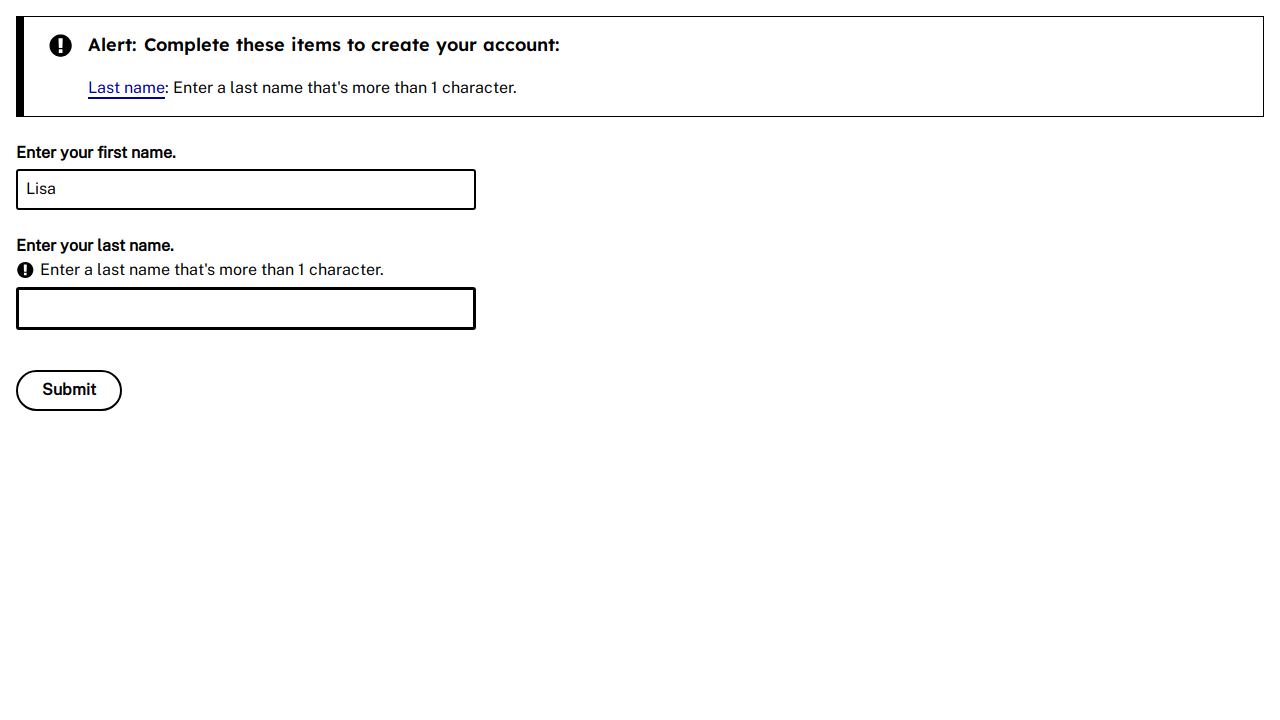 Alert: Complete these items to create your account:
Last name: Enter a last name that's more than 1 character.
Enter your first name.
Lisa
Enter your last name.
Enter a last name that's more than 1 character.
Submit